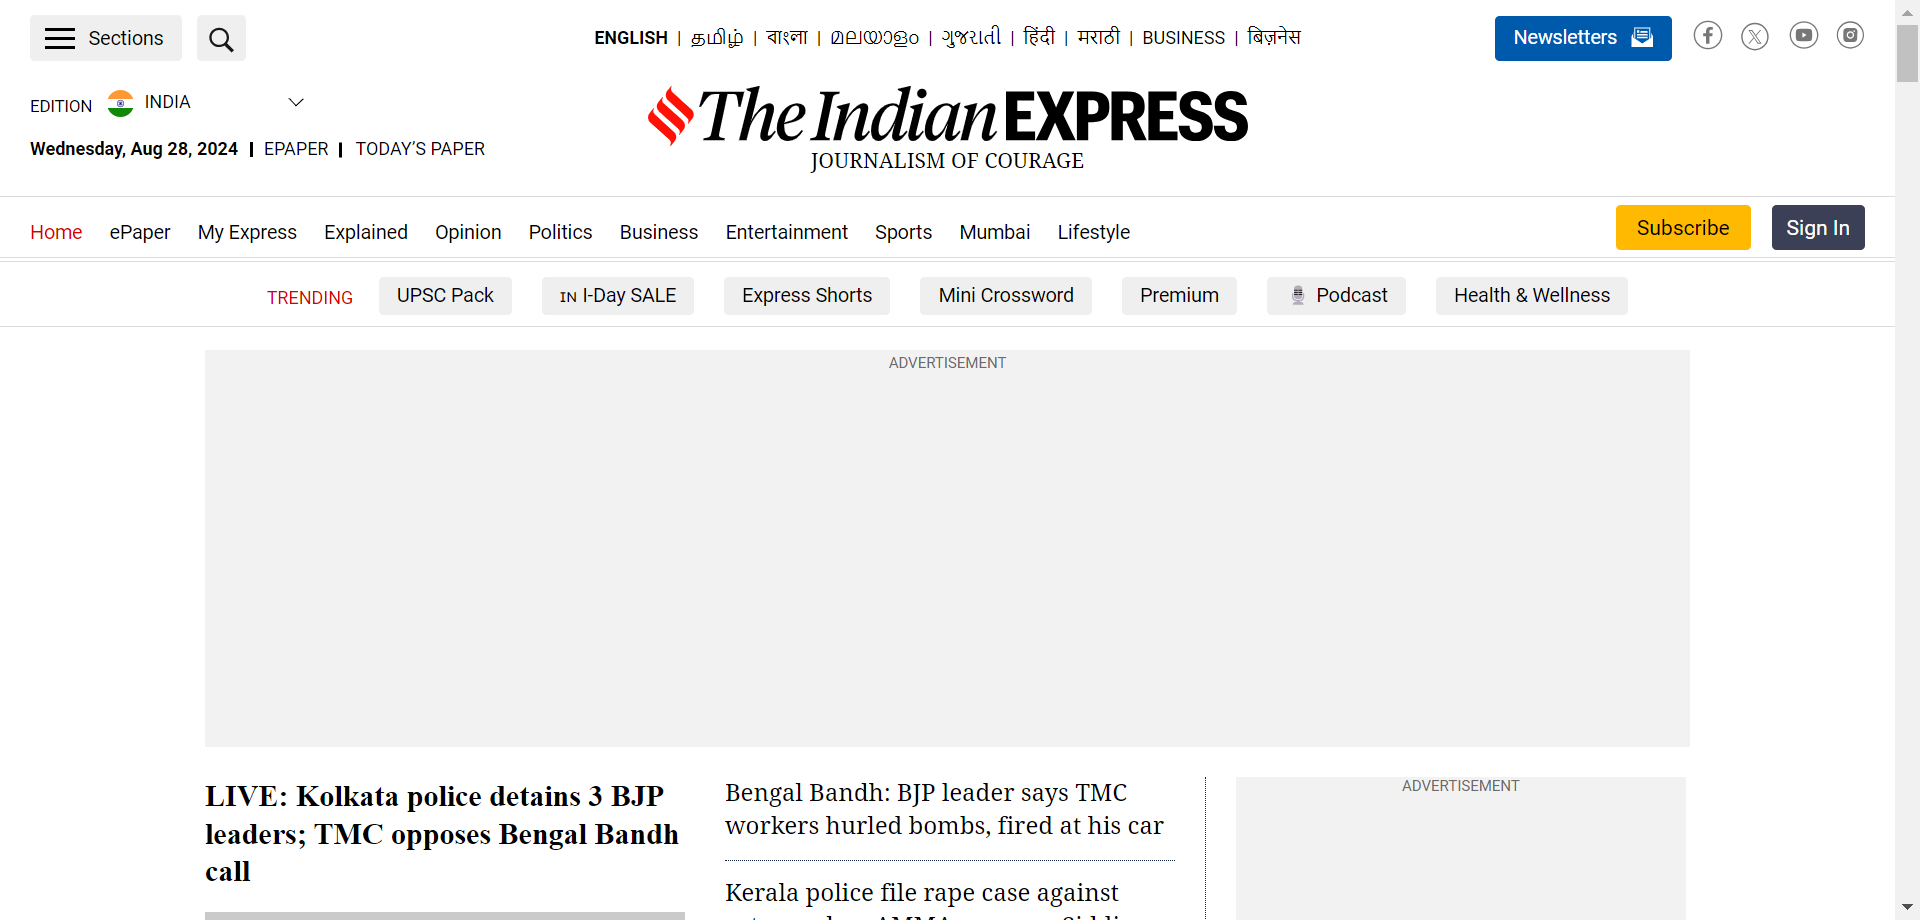 Sections
ENGLISH | தமிழ் | বাংলা | മലയാളം | ગુજરાતી | हिंदी | मराठी | BUSINESS | बिज़नेस
Newsletters
EDITION INDIA
The Indian EXPRESS
JOURNALISM OF COURAGE
Wednesday, Aug 28, 2024 | EPAPER | TODAY’S PAPER
Home ePaper My Express Explained Opinion Politics Business Entertainment Sports Mumbai Lifestyle
Subscribe Sign In
TRENDING UPSC Pack IN I-Day SALE Express Shorts Mini Crossword Premium Podcast Health & Wellness
ADVERTISEMENT
LIVE: Kolkata police detains 3 BJP
leaders; TMC opposes Bengal Bandh
call
Bengal Bandh: BJP leader says TMC
workers hurled bombs, fired at his car
Kerala police file rape case against
ADVERTISEMENT